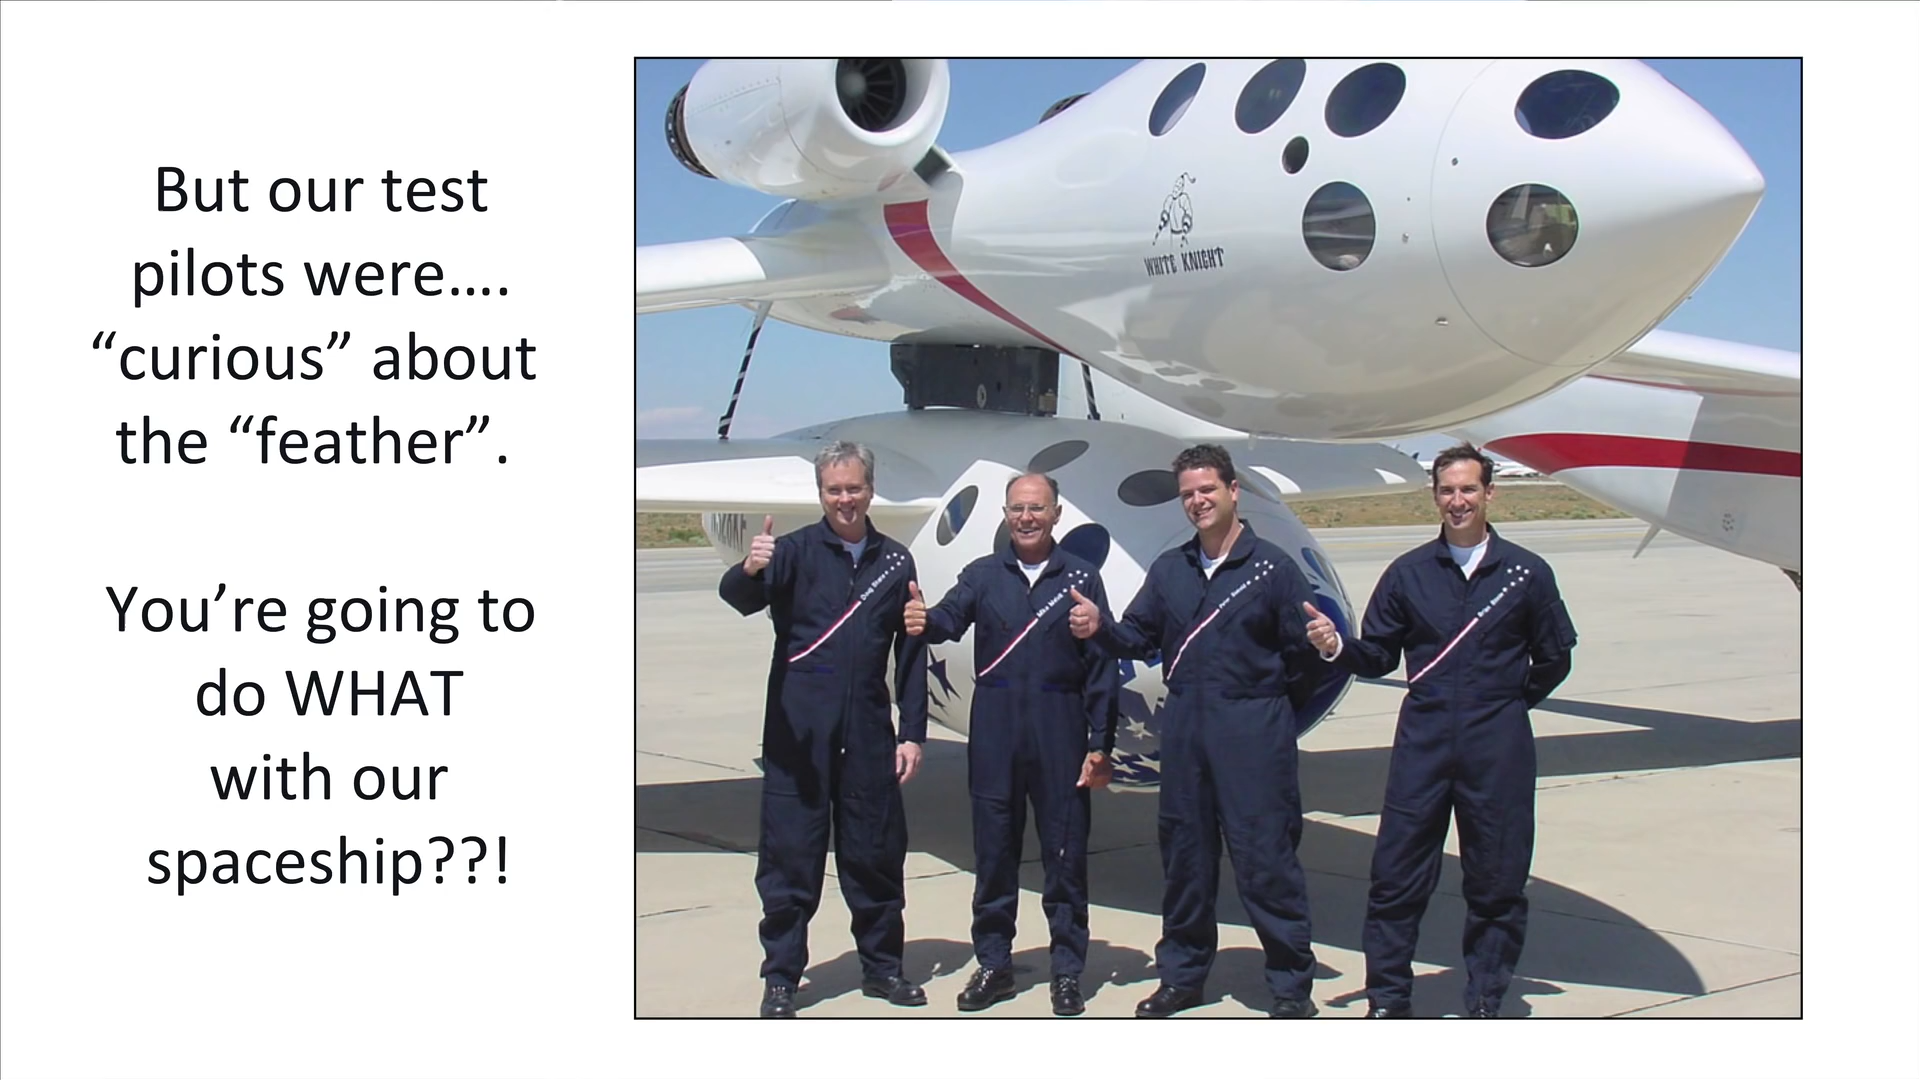 But our test
pilots were….
“curious” about
the “feather”.
You’re going to
do WHAT
with our
spaceship??!
WHITE KNIGHT